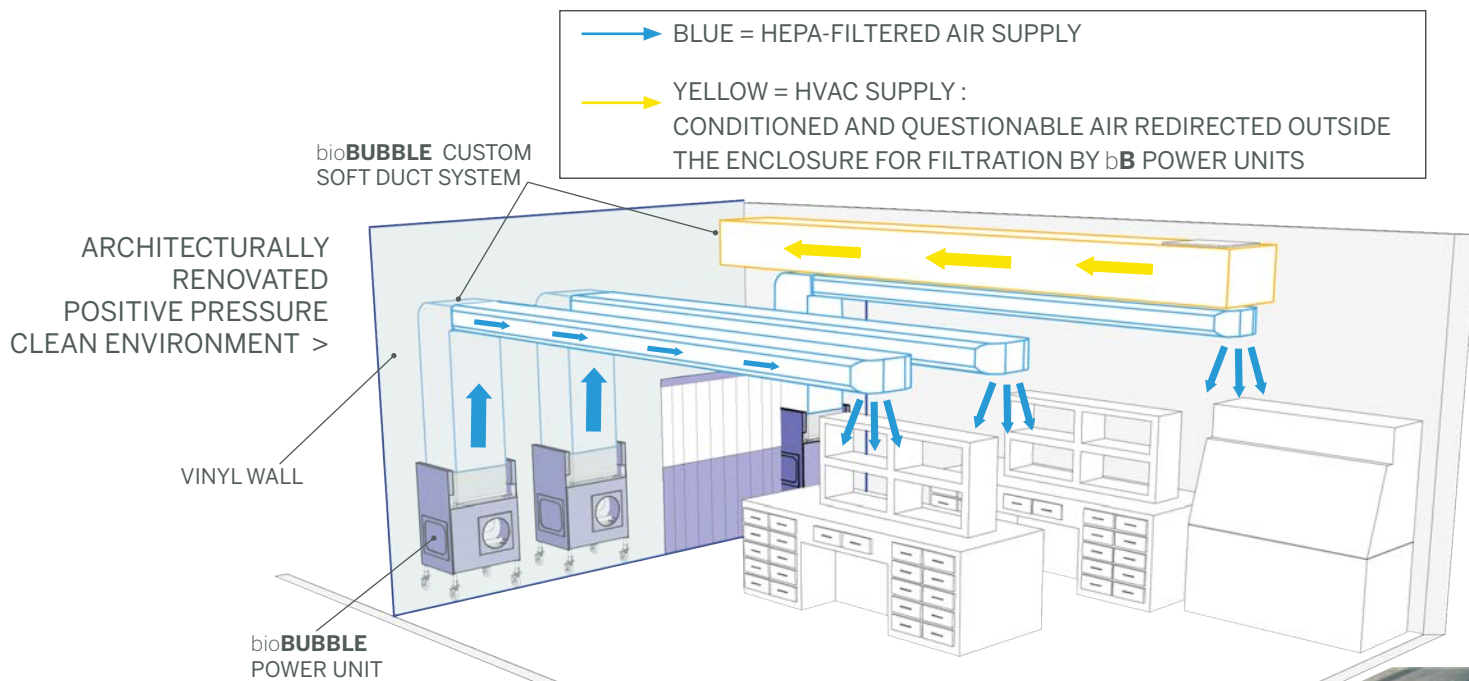 BLUE = HEPA-FILTERED AIR SUPPLY
YELLOW = HVAC SUPPLY :
CONDITIONED AND QUESTIONABLE AIR REDIRECTED OUTSIDE
THE ENCLOSURE FOR FILTRATION BY bB POWER UNITS
bioBUBBLE CUSTOM
SOFT DUCT SYSTEM
ARCHITECTURALLY
RENOVATED
POSITIVE PRESSURE
CLEAN ENVIRONMENT >
VINYL WALL
bioBUBBLE
POWER UNIT